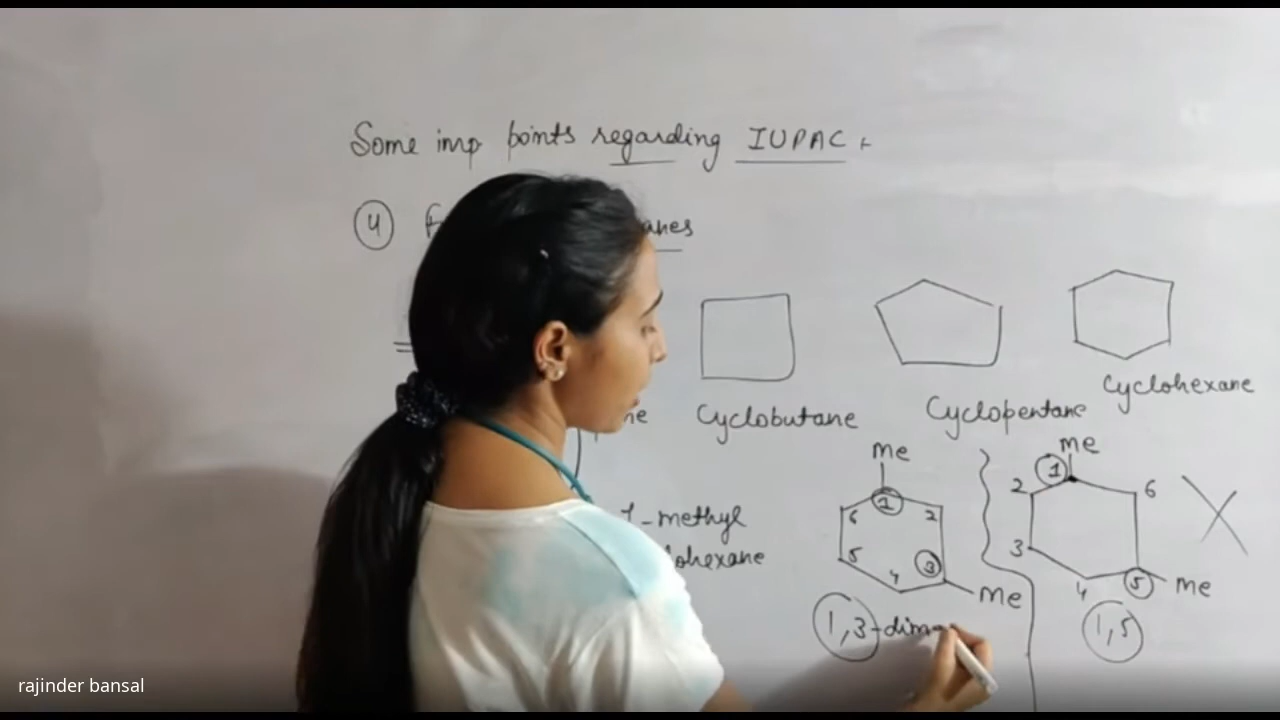 Some imp points regarding IUPAC :
4
anes
Cyclobutane
Cyclopentane
Cyclohexane
Me
Me
1
2
3
4
5
6
Me
1
2
3
4
5
6
Me
1-methyl
lohexane
1,3-dim
1,5
rajinder bansal